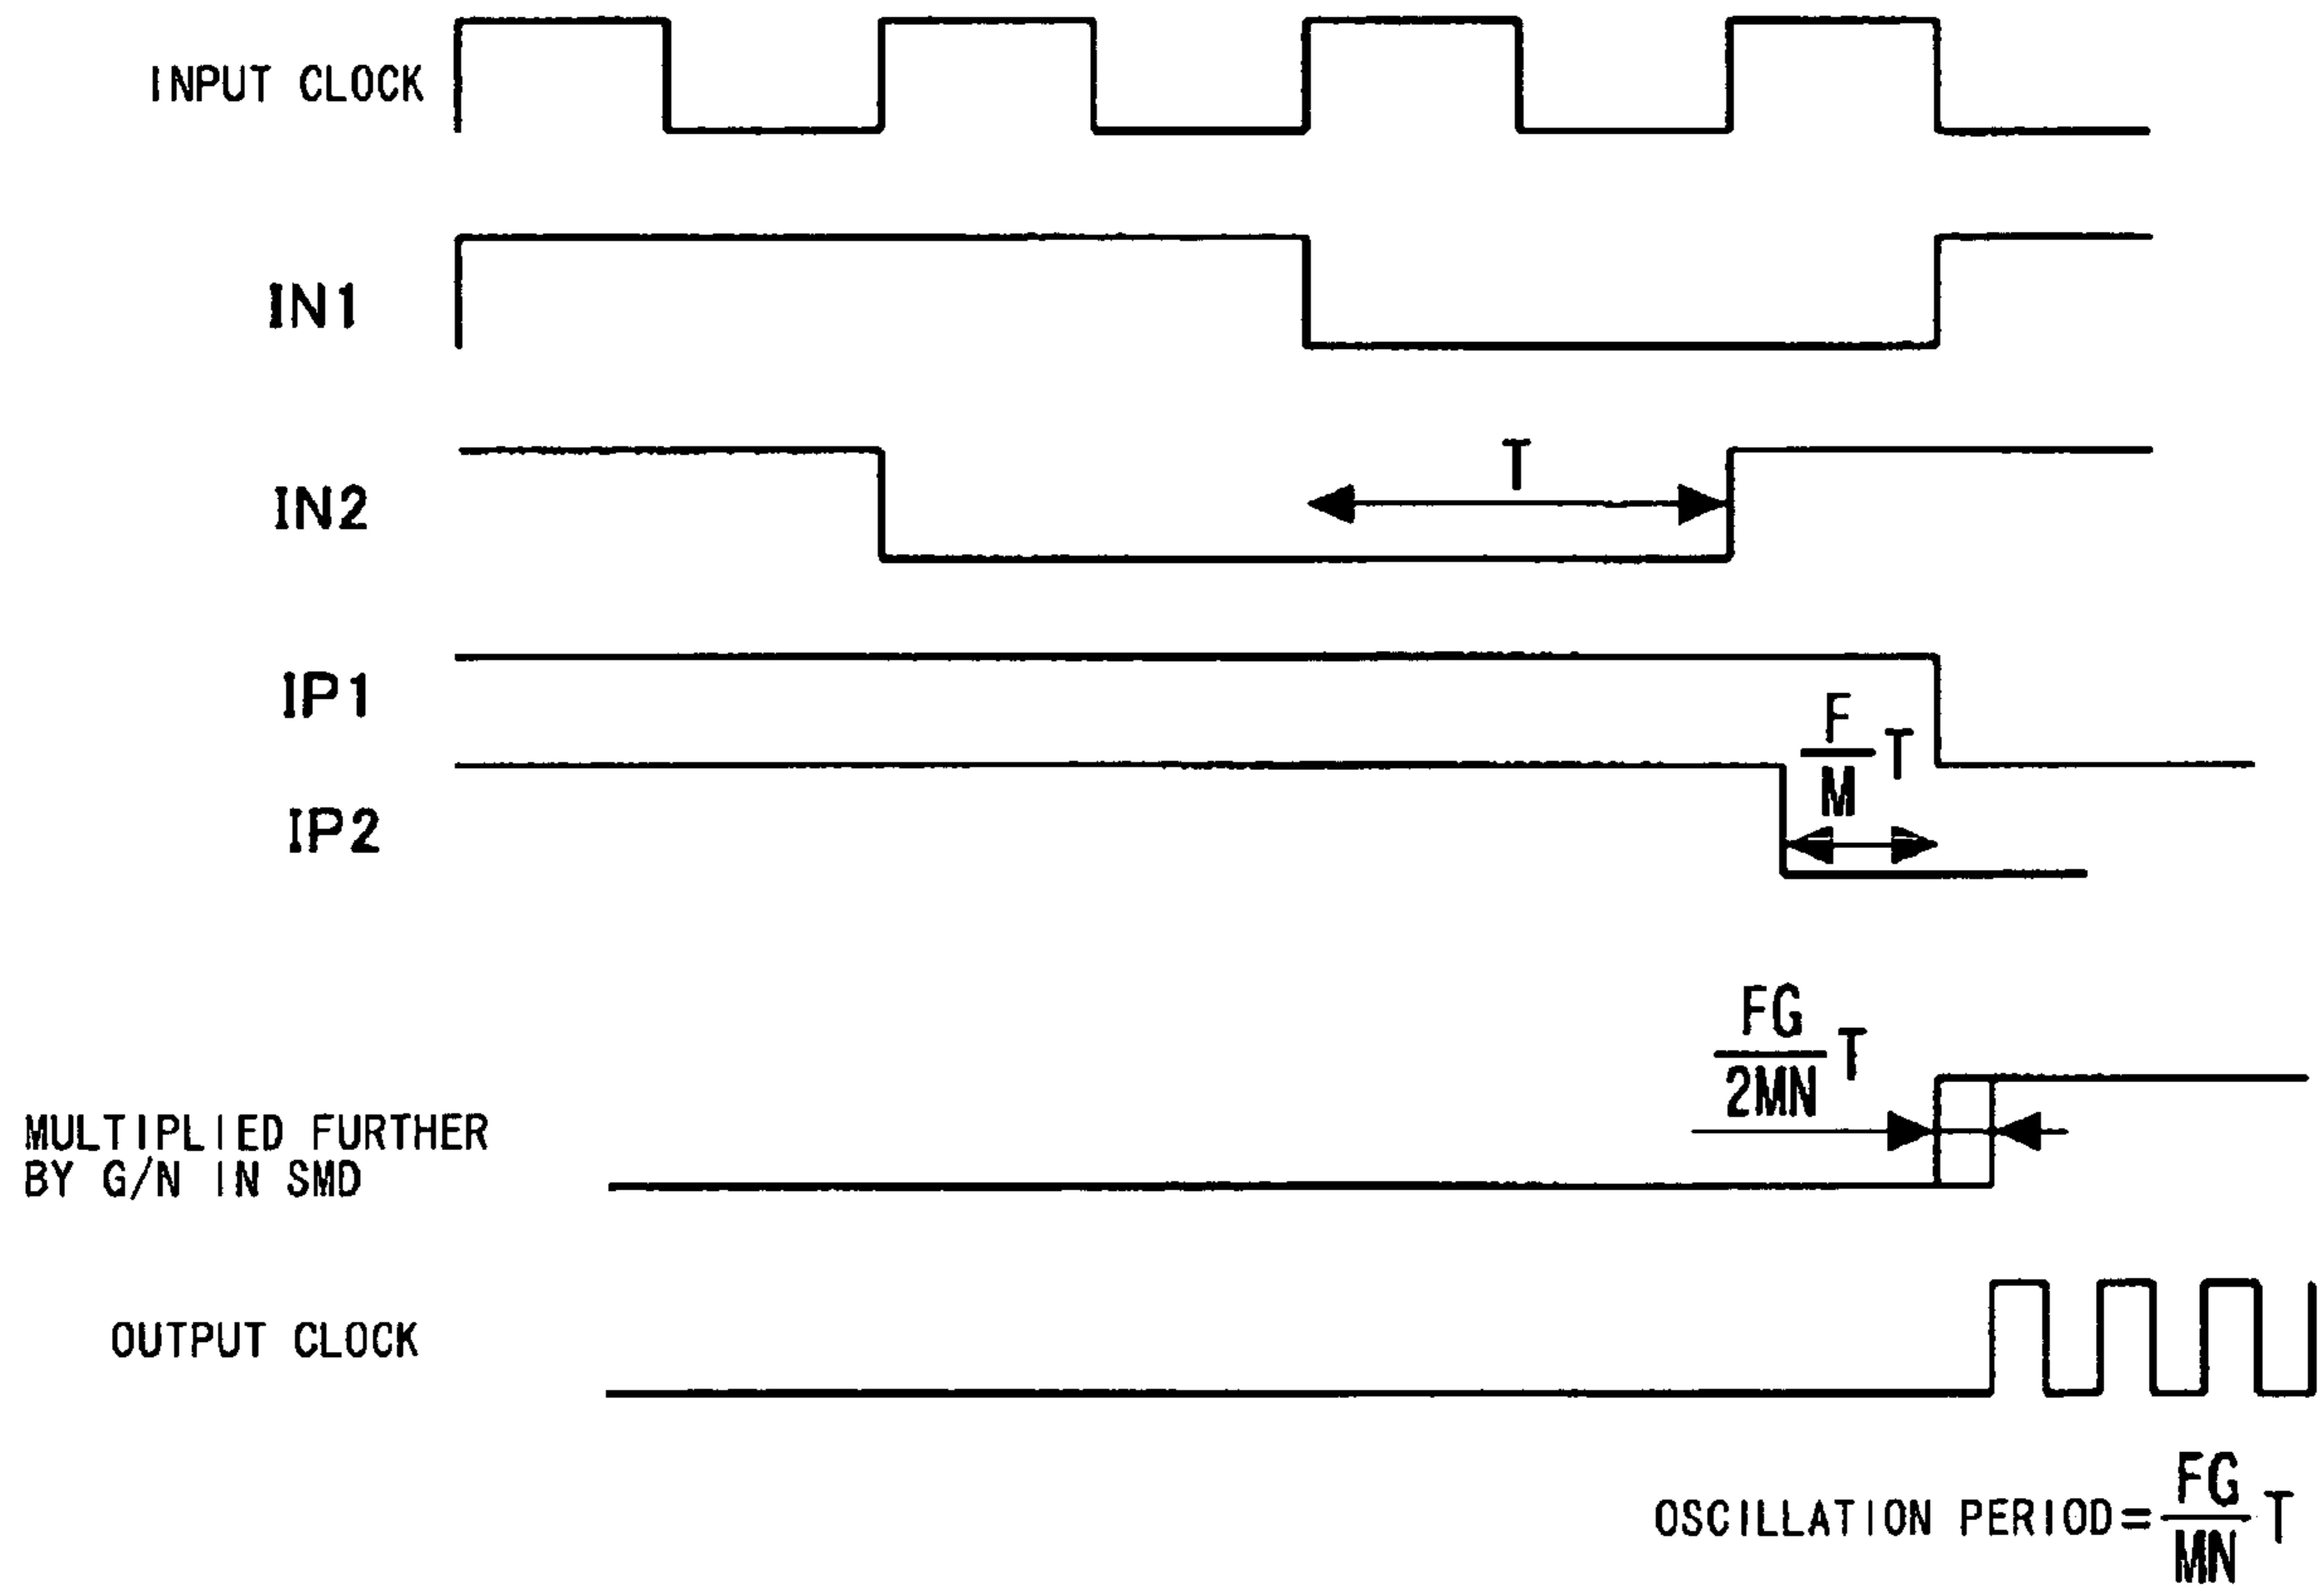 INPUT CLOCK
IN1
T
IN2
IP1
F
M
T
IP2
FG
2MN
T
MULTIPLIED FURTHER
BY G/N IN SMD
OUTPUT CLOCK
OSCILLATION PERIOD=
FG
MN
T